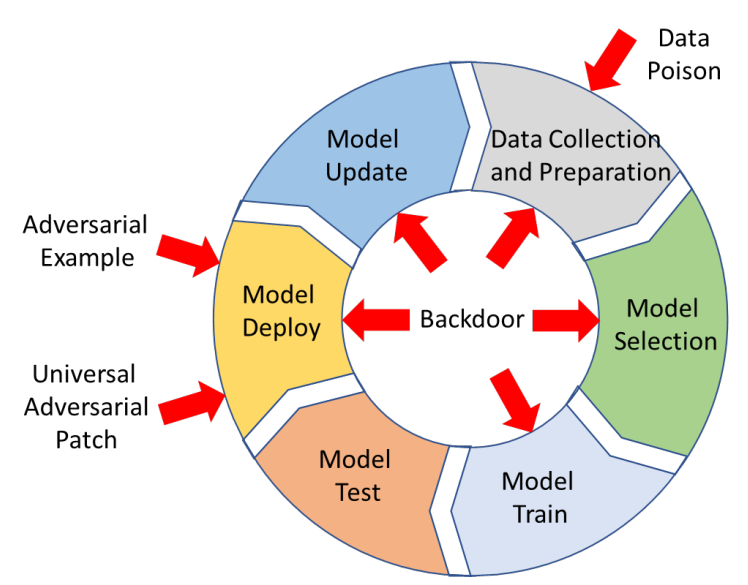 Data
Poison
Model
Update
Data Collection
and Preparation
Adversarial
Example
Model
Deploy
Backdoor
Model
Selection
Universal
Adversarial
Patch
Model
Test
Model
Train